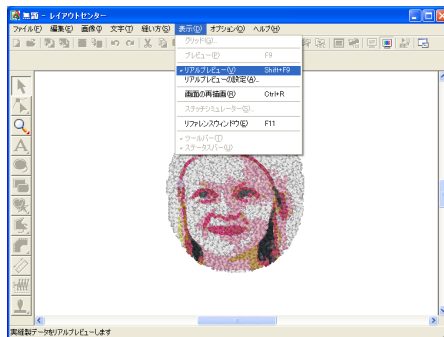 無題 - レイアウトセンター
ファイル(F) 編集(E) 画像(I) 文字(T) 縫い方(S) 表示(D) オプション(O) ヘルプ(H)
グリッド(G)...
プレビュー(P) F9
リアルプレビュー(V) Shift+F9
リアルプレビューの設定(A)...
画面の再描画(R) Ctrl+R
ステッチシミュレーター(S)...
リファレンスウィンドウ(E) F11
ツールバー(T)
ステータスバー(U)
A
実縫製データをリアルプレビューします